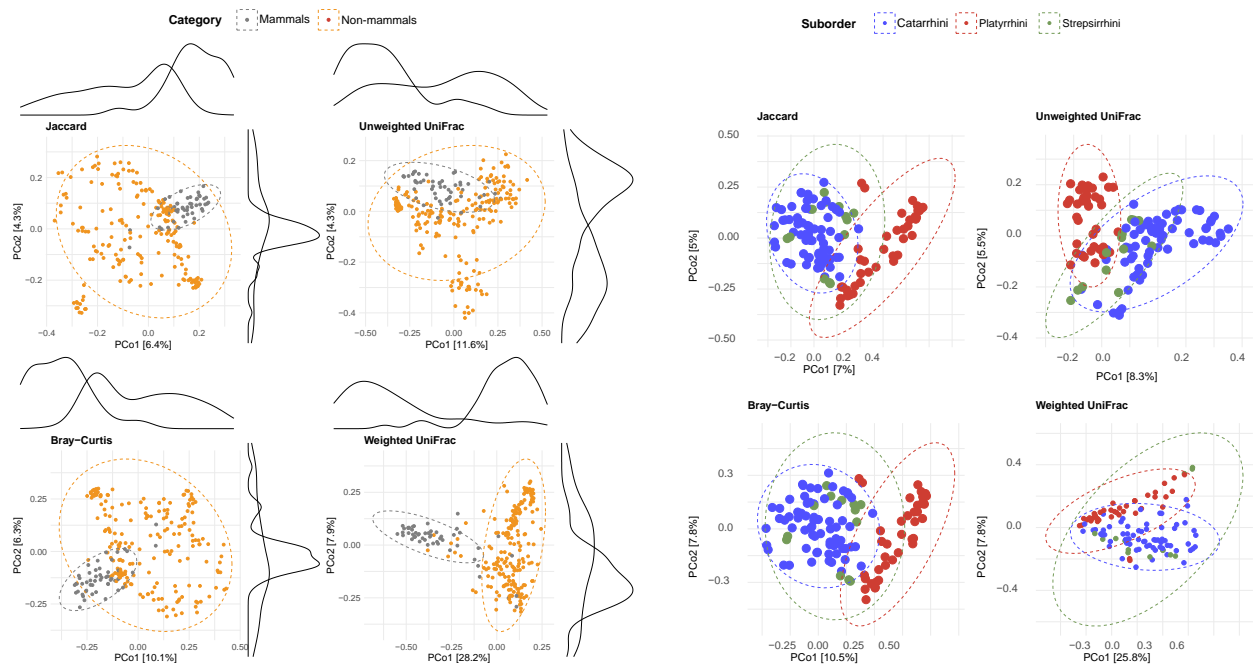 Category Mammals Non-mammals
Suborder Catarrhini Platyrrhini Strepsirrhini
Jaccard
PCo2 [4.3%]
0.2
0.0
−0.2
−0.4 −0.2 0.0 0.2
PCo1 [6.4%]
Unweighted UniFrac
PCo2 [4.3%]
0.2
0.0
−0.2
−0.4
−0.50 −0.25 0.00 0.25 0.50
PCo1 [11.6%]
Jaccard
PCo2 [5%]
0.50
0.25
0.00
−0.25
−0.50
−0.2 0.0 0.2 0.4
PCo1 [7%]
Unweighted UniFrac
PCo2 [5.5%]
0.2
0.0
−0.2
−0.4
−0.2 0.0 0.2 0.4
PCo1 [8.3%]
Bray−Curtis
PCo2 [6.3%]
0.25
0.00
−0.25
−0.25 0.00 0.25 0.50
PCo1 [10.1%]
Weighted UniFrac
PCo2 [7.9%]
0.25
0.00
−0.25
−0.50 −0.25 0.00 0.25
PCo1 [28.2%]
Bray−Curtis
PCo2 [7.8%]
0.3
0.0
−0.3
−0.25 0.00 0.25 0.50
PCo1 [10.5%]
Weighted UniFrac
PCo2 [7.8%]
0.4
0.0
−0.4
−0.3 0.0 0.3 0.6
PCo1 [25.8%]